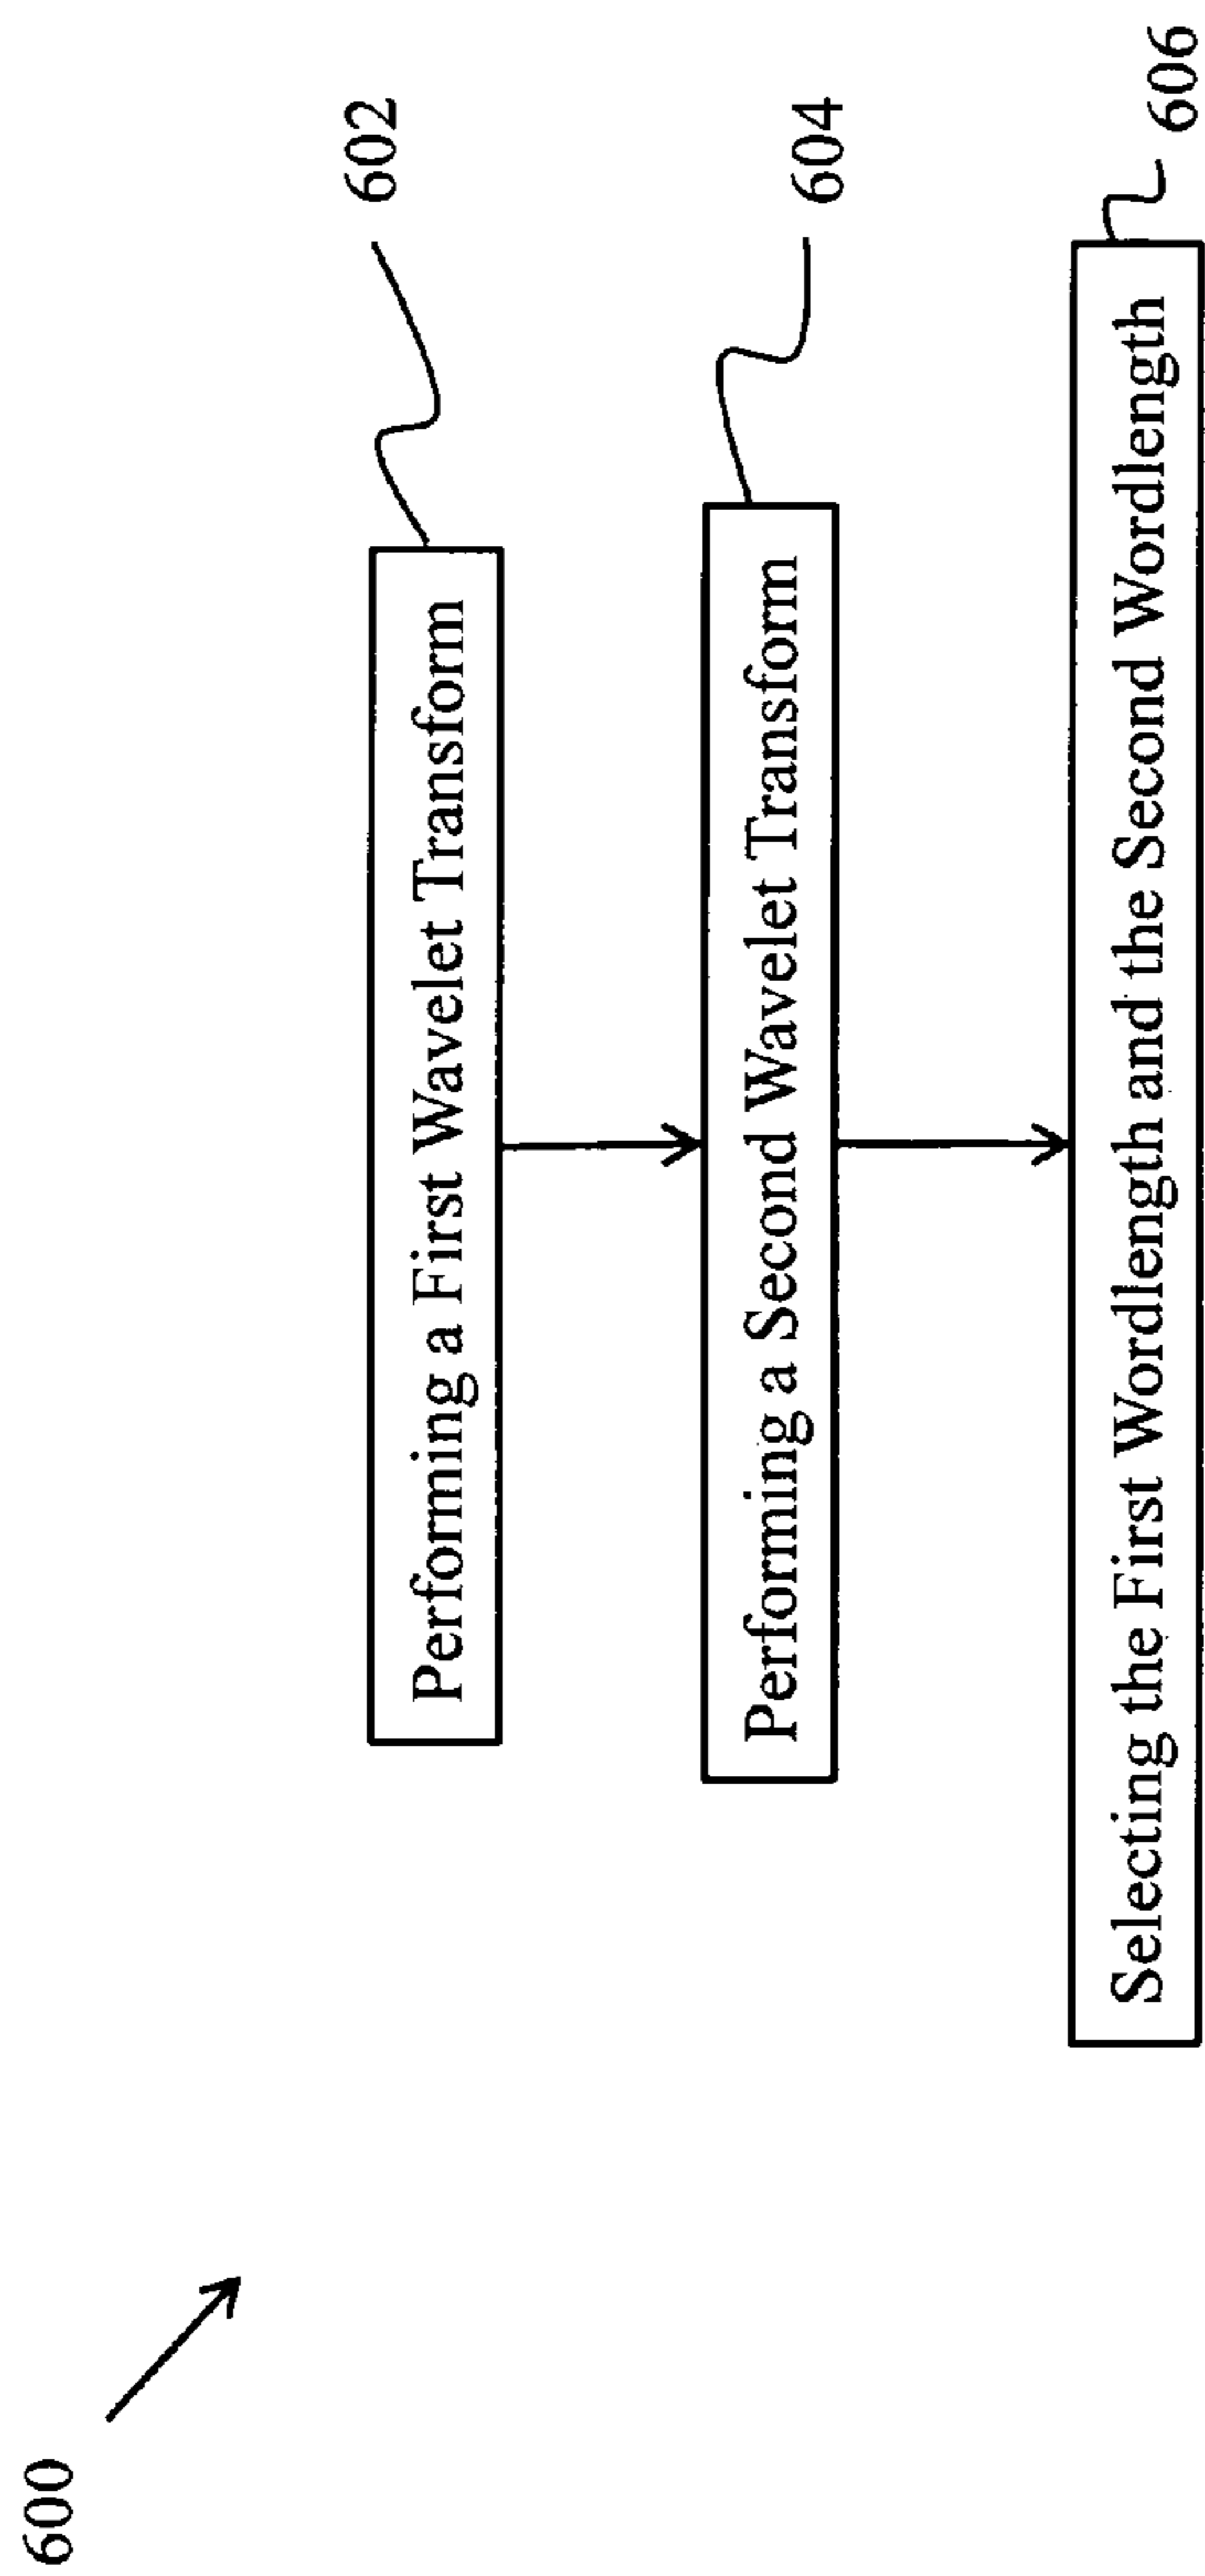 600
602
Performing a First Wavelet Transform
604
Performing a Second Wavelet Transform
606
Selecting the First Wordlength and the Second Wordlength